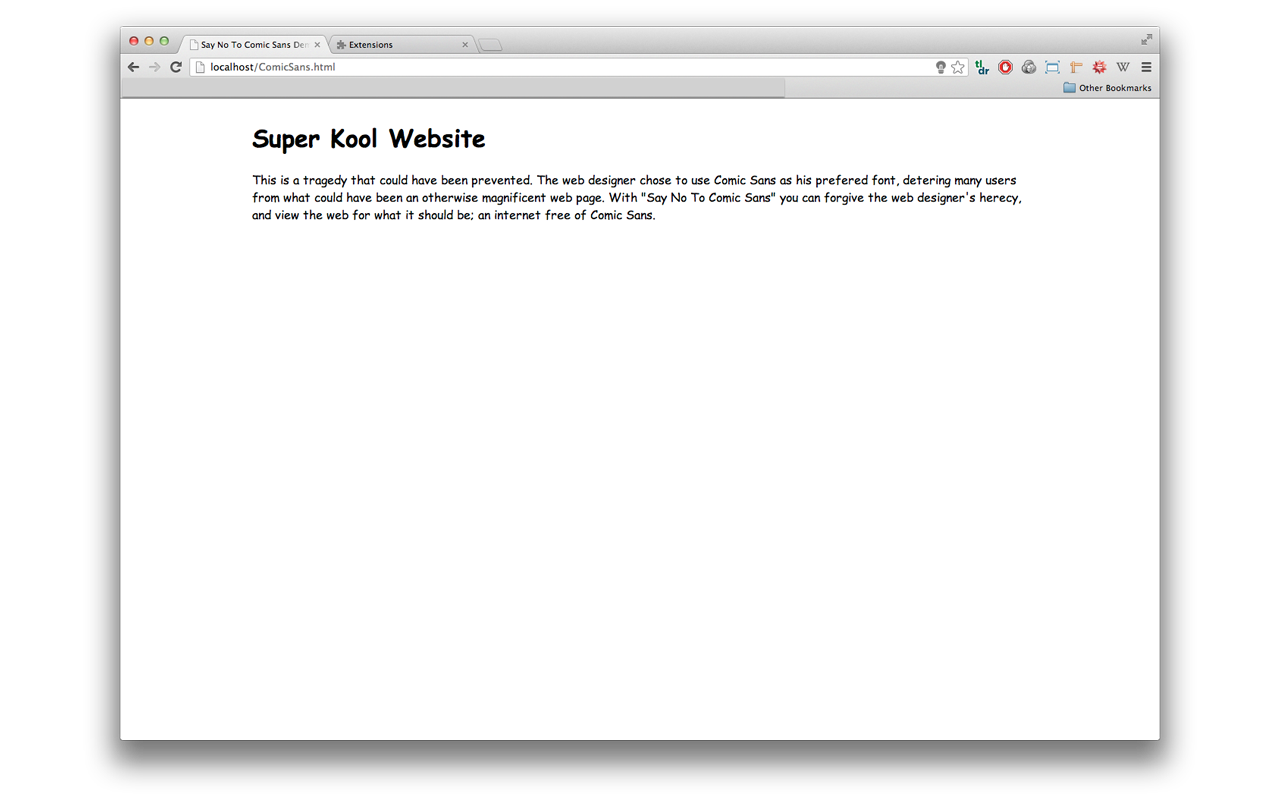 Say No To Comic Sans Den
Extensions
localhost/ComicSans.html
tl;dr
W
Other Bookmarks
Super Kool Website
This is a tragedy that could have been prevented. The web designer chose to use Comic Sans as his prefered font, detering many users
from what could have been an otherwise magnificent web page. With "Say No To Comic Sans" you can forgive the web designer's herecy,
and view the web for what it should be; an internet free of Comic Sans.